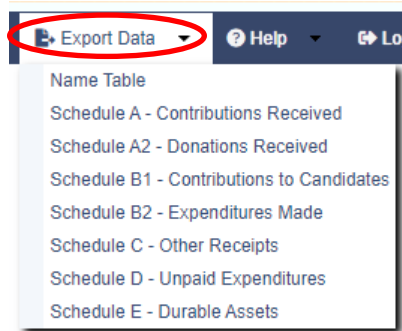 Export Data Help Lo
Name Table
Schedule A - Contributions Received
Schedule A2 - Donations Received
Schedule B1 - Contributions to Candidates
Schedule B2 - Expenditures Made
Schedule C - Other Receipts
Schedule D - Unpaid Expenditures
Schedule E - Durable Assets